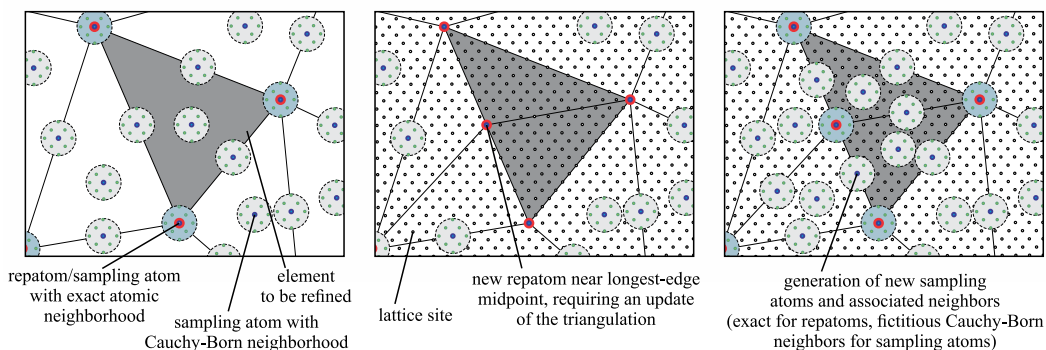 repatom/sampling atom
with exact atomic
neighborhood
sampling atom with
Cauchy-Born neighborhood
element
to be refined
lattice site
new repatom near longest-edge
midpoint, requiring an update
of the triangulation
generation of new sampling
atoms and associated neighbors
(exact for repatoms, fictitious Cauchy-Born
neighbors for sampling atoms)